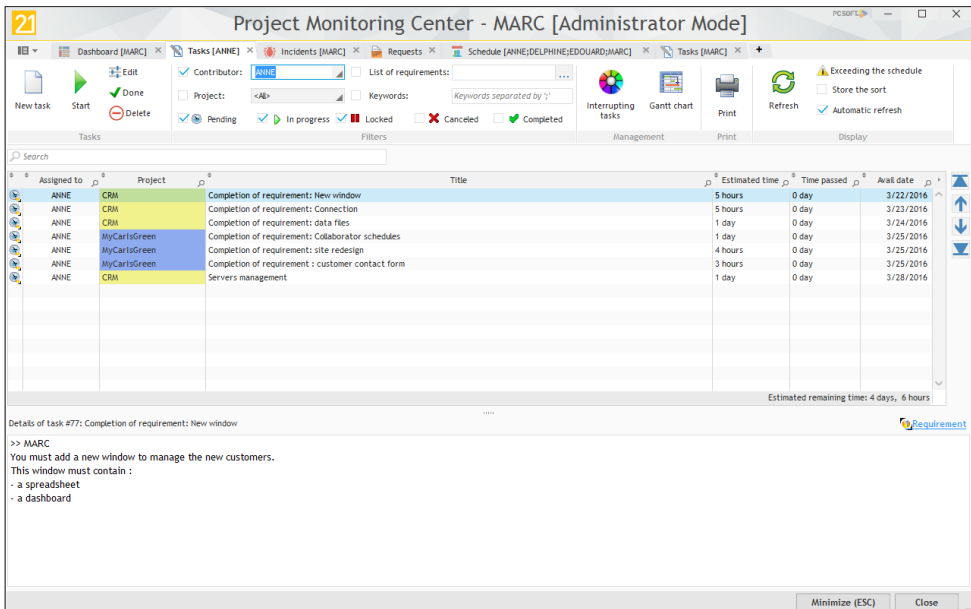 21 Project Monitoring Center - MARC [Administrator Mode] PCSOFT
Dashboard [MARC] Tasks [ANNE] Incidents [MARC] Requests Schedule [ANNE;DELPHINE;EDOUARD;MARC] Tasks [MARC] +
New task Start Edit Done Delete
Tasks
Contributor: ANNE List of requirements: ...
Project: <All> Keywords: Keywords separated by ';'
Pending In progress Locked Canceled Completed
Filters
Interrupting tasks Gantt chart
Management
Print
Print
Refresh Exceeding the schedule
Store the sort
Automatic refresh
Display
Search
Assigned to Project Title Estimated time Time passed Avail date
ANNE CRM Completion of requirement: New window 5 hours 0 day 3/22/2016
ANNE CRM Completion of requirement: Connection 5 hours 0 day 3/23/2016
ANNE CRM Completion of requirement: data files 1 day 0 day 3/24/2016
ANNE MyCarIsGreen Completion of requirement: Collaborator schedules 1 day 0 day 3/25/2016
ANNE MyCarIsGreen Completion of requirement: site redesign 4 hours 0 day 3/25/2016
ANNE MyCarIsGreen Completion of requirement : customer contact form 3 hours 0 day 3/25/2016
ANNE CRM Servers management 1 day 0 day 3/28/2016
Estimated remaining time: 4 days, 6 hours
Details of task #77: Completion of requirement: New window Requirement
>> MARC
You must add a new window to manage the new customers.
This window must contain :
- a spreadsheet
- a dashboard
Minimize (ESC) Close